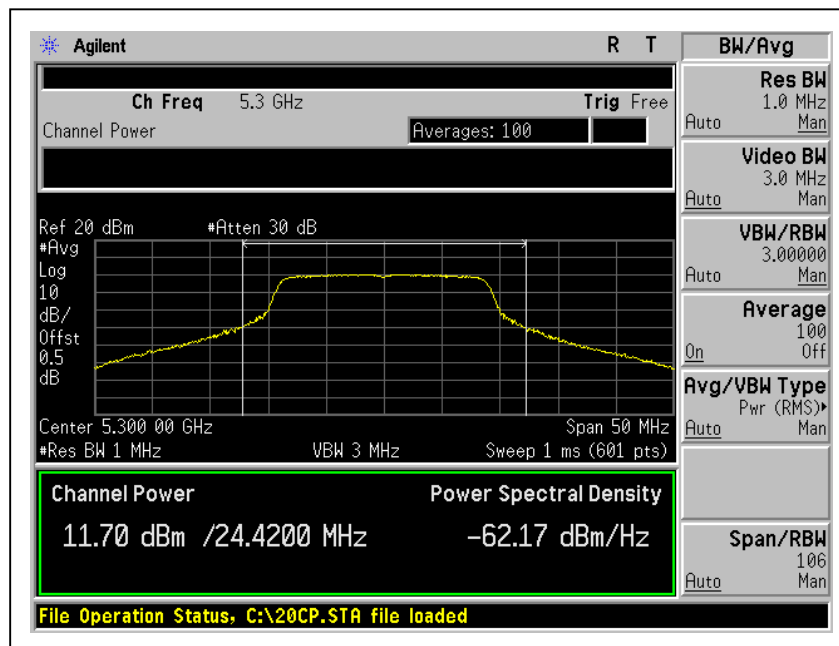 Agilent R T
Ch Freq 5.3 GHz Trig Free
Channel Power Averages: 100
Ref 20 dBm #Atten 30 dB
#Avg
Log
10
dB/
Offst
0.5
dB
Center 5.300 00 GHz Span 50 MHz
#Res BW 1 MHz VBW 3 MHz Sweep 1 ms (601 pts)
Channel Power Power Spectral Density
11.70 dBm /24.4200 MHz -62.17 dBm/Hz
File Operation Status, C:\20CP.STA file loaded
BW/Avg
Res BW
1.0 MHz
Auto Man
Video BW
3.0 MHz
Auto Man
VBW/RBW
3.00000
Auto Man
Average
100
On Off
Avg/VBW Type
Pwr (RMS)▸
Auto Man
Span/RBW
106
Auto Man